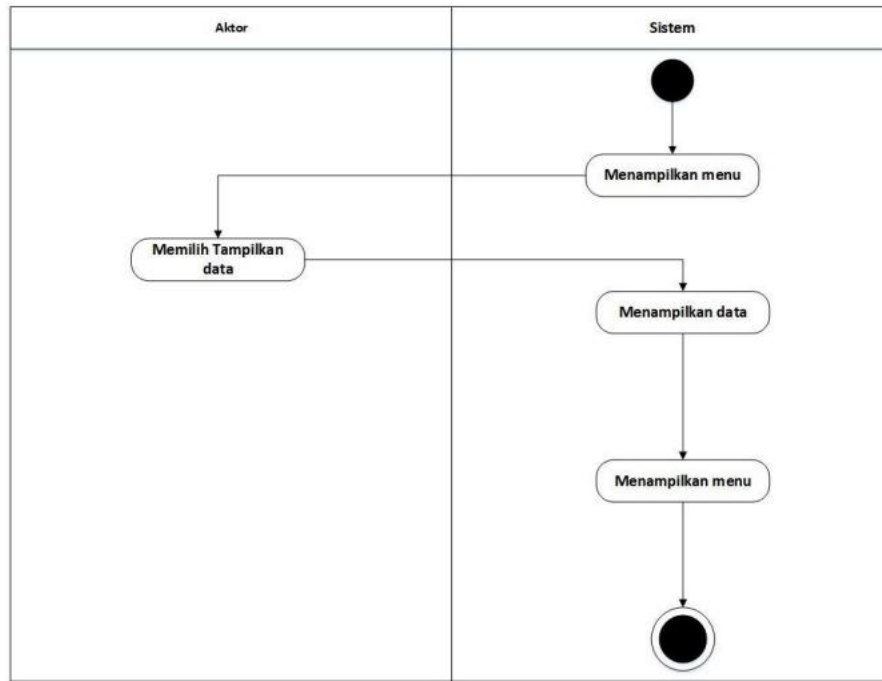 Aktor
Sistem
Menampilkan menu
Memilih Tampilkan
data
Menampilkan data
Menampilkan menu